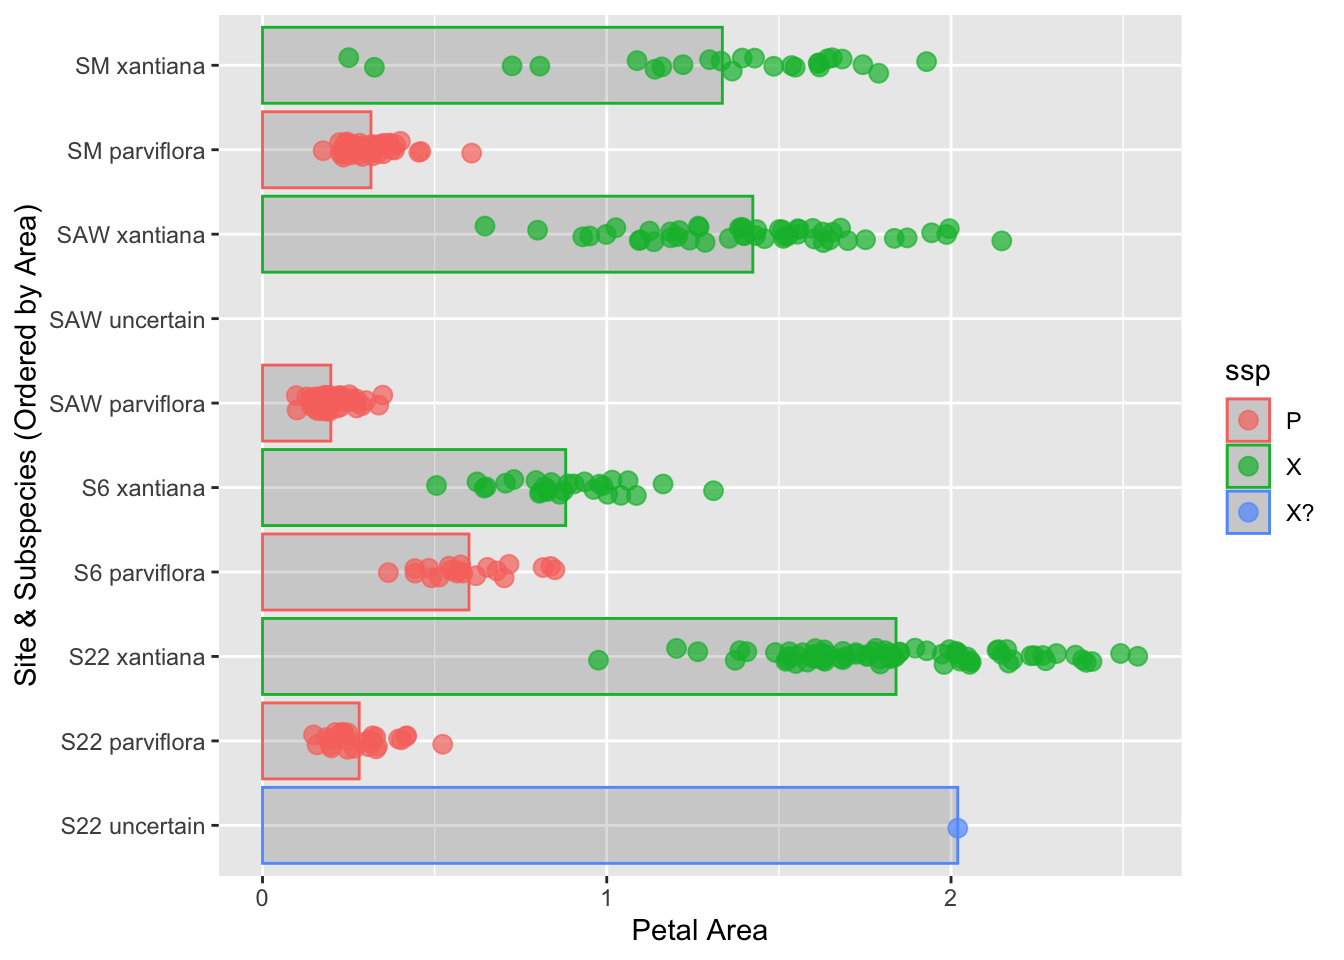 Site & Subspecies (Ordered by Area)
SM xantiana
SM parviflora
SAW xantiana
SAW uncertain
SAW parviflora
S6 xantiana
S6 parviflora
S22 xantiana
S22 parviflora
S22 uncertain
0 1 2
Petal Area
ssp
P
X
X?